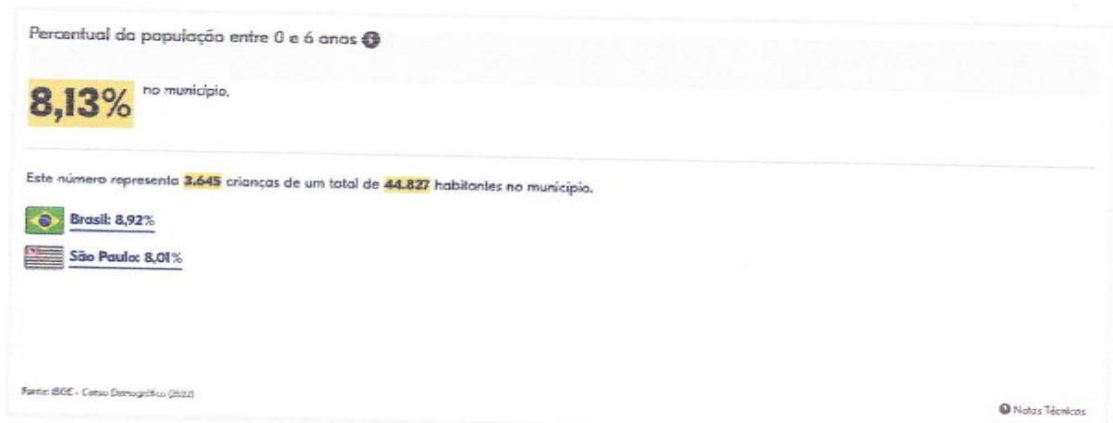 Percentual da população entre 0 e 6 anos
8,13% no município.
Este número representa 3.645 crianças de um total de 44.827 habitantes no município.
Brasil: 8,92%
São Paulo: 8,01%
Fonte: IBGE - Censo Demográfico (2022)
Notas Técnicas